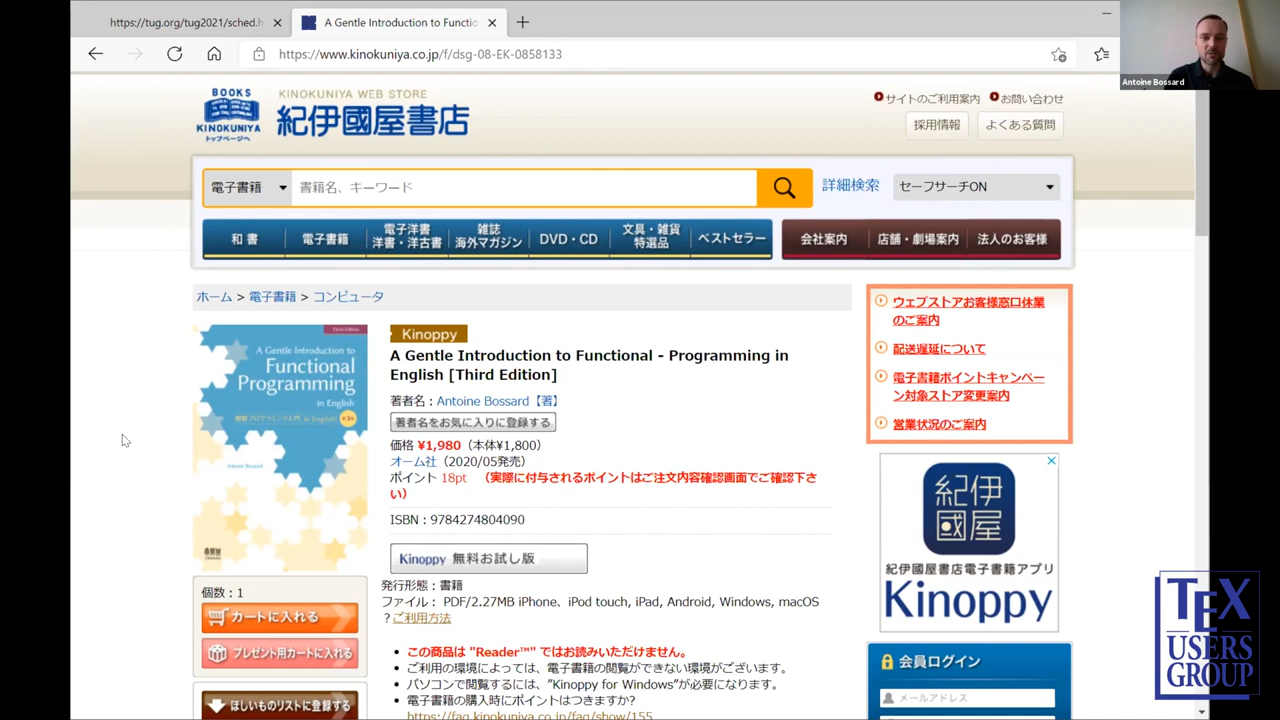 https://tug.org/tug2021/sched.h
A Gentle Introduction to Functio
https://www.kinokuniya.co.jp/f/dsg-08-EK-0858133
Antoine Bossard
BOOKS
KINOKUNIYA
トップページへ
KINOKUNIYA WEB STORE
紀伊國屋書店
サイトのご利用案内
お問い合わせ
採用情報
よくある質問
電子書籍
書籍名、キーワード
詳細検索
セーフサーチON
和書
電子書籍
電子洋書
洋書・洋古書
雑誌
海外マガジン
DVD・CD
文具・雑貨
特選品
ベストセラー
会社案内
店舗・劇場案内
法人のお客様
ホーム > 電子書籍 > コンピュータ
Third Edition
A Gentle Introduction to
Functional
Programming
in English
関数プログラミング入門 in English
第3版
Antoine Bossard
Kinoppy
A Gentle Introduction to Functional - Programming in
English [Third Edition]
著者名：Antoine Bossard【著】
著者名をお気に入りに登録する
価格 ¥1,980（本体¥1,800）
オーム社（2020/05発売）
ポイント 18pt （実際に付与されるポイントはご注文内容確認画面でご確認下さ
い）
ISBN：9784274804090
Kinoppy 無料お試し版
発行形態：書籍
ファイル： PDF/2.27MB iPhone、iPod touch, iPad, Android, Windows, macOS
？ご利用方法
この商品は "Reader™" ではお読みいただけません。
ご利用の環境によっては、電子書籍の閲覧ができない環境がございます。
パソコンで閲覧するには、"Kinoppy for Windows"が必要になります。
電子書籍の購入時にポイントはつきますか?
https://faq.kinokuniya.co.jp/faq/show/155
個数：1
カートに入れる
プレゼント用カートに入れる
ほしいものリストに登録する
ウェブストアお客様窓口休業
のご案内
配送遅延について
電子書籍ポイントキャンペー
ン対象ストア変更案内
営業状況のご案内
紀伊
國屋
紀伊國屋書店電子書籍アプリ
Kinoppy
会員ログイン
メールアドレス
TEX
USERS
GROUP